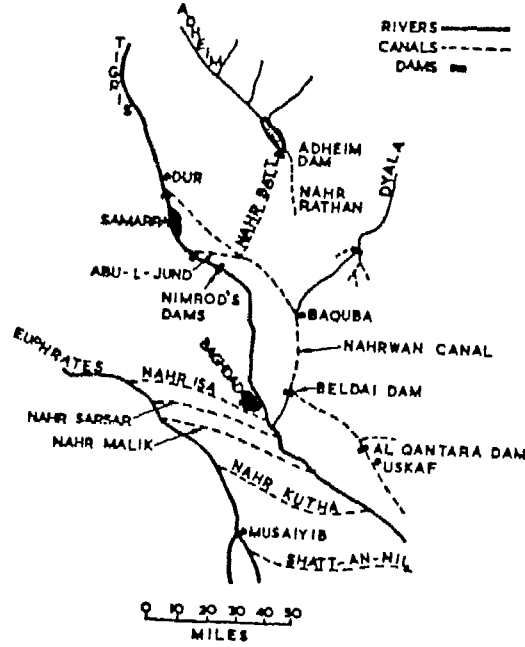 ADHEIM
RIVERS
CANALS
DAMS
TIGRIS
ADHEIM
DAM
DYALA
DUR
NAHR BATT
NAHR
RATHAN
SAMARRA
ABU-L-JUND
NIMROD'S
DAMS
BAQUBA
EUPHRATES
BAGHDAD
NAHRWAN CANAL
NAHR ISA
BELDAI DAM
NAHR SARSAR
NAHR MALIK
AL QANTARA DAM
USKAF
NAHR KUTHA
MUSAIYIB
SHATT-AN-NIL
0 10 20 30 40 50
MILES